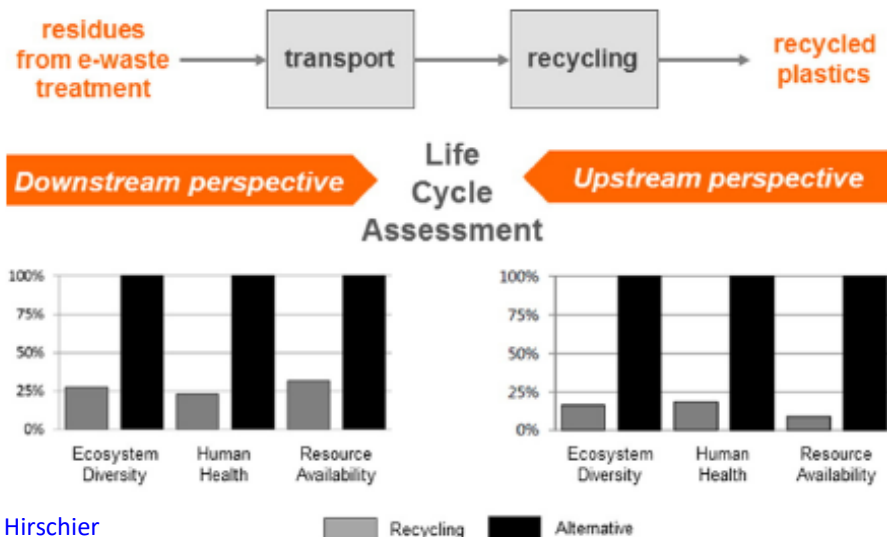 residues
from e-waste
treatment
transport
recycling
recycled
plastics
Downstream perspective
Life
Cycle
Assessment
Upstream perspective
100%
75%
50%
25%
0%
Ecosystem
Diversity
Human
Health
Resource
Availability
100%
75%
50%
25%
0%
Ecosystem
Diversity
Human
Health
Resource
Availability
Hirschier
Recycling
Alternative